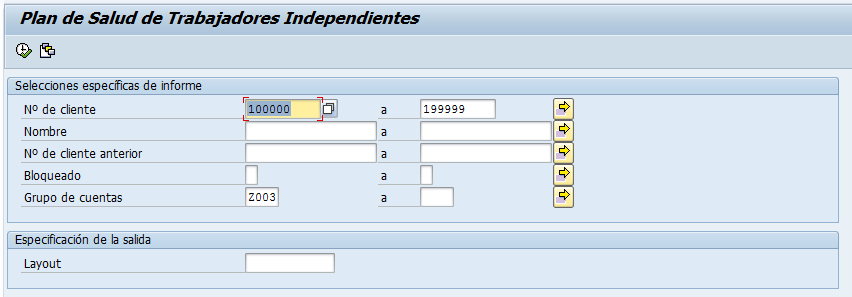 Plan de Salud de Trabajadores Independientes
Selecciones específicas de informe
Nº de cliente 100000 a 199999
Nombre a
Nº de cliente anterior a
Bloqueado a
Grupo de cuentas Z003 a
Especificación de la salida
Layout